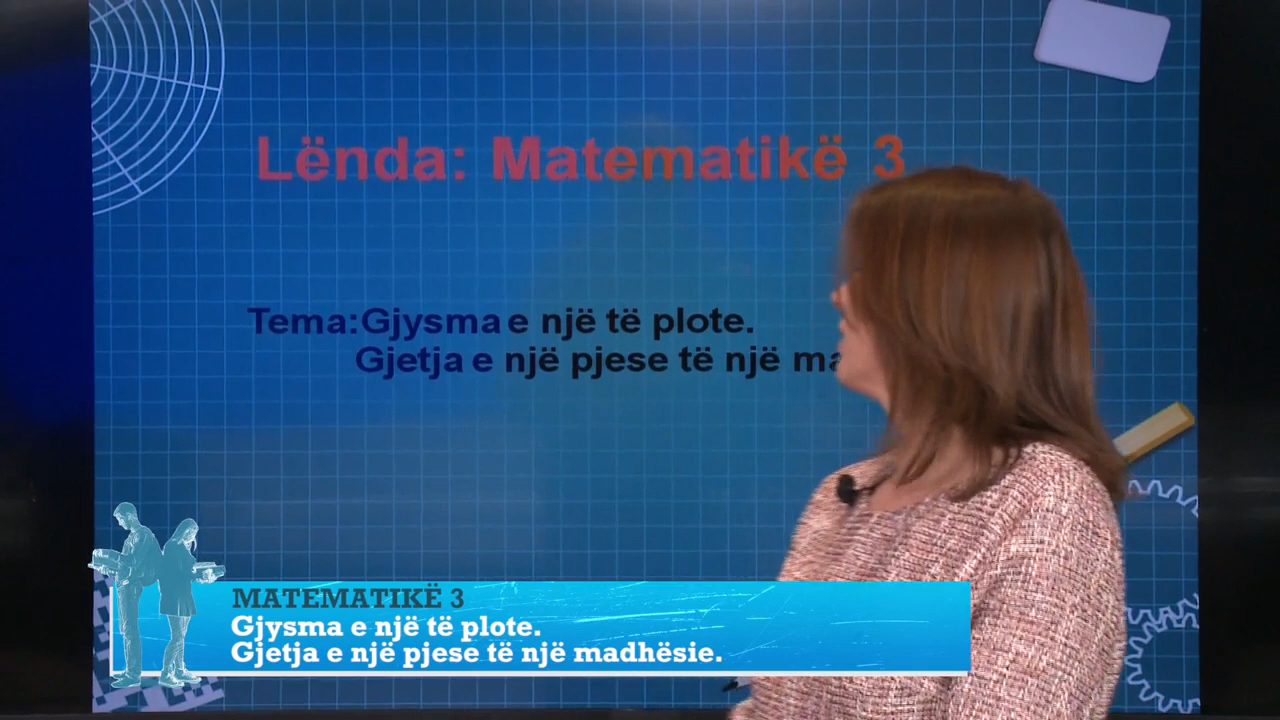 Lënda: Matematikë 3
Tema:Gjysma e një të plote.
Gjetja e një pjese të një ma
MATEMATIKË 3
Gjysma e një të plote.
Gjetja e një pjese të një madhësie.